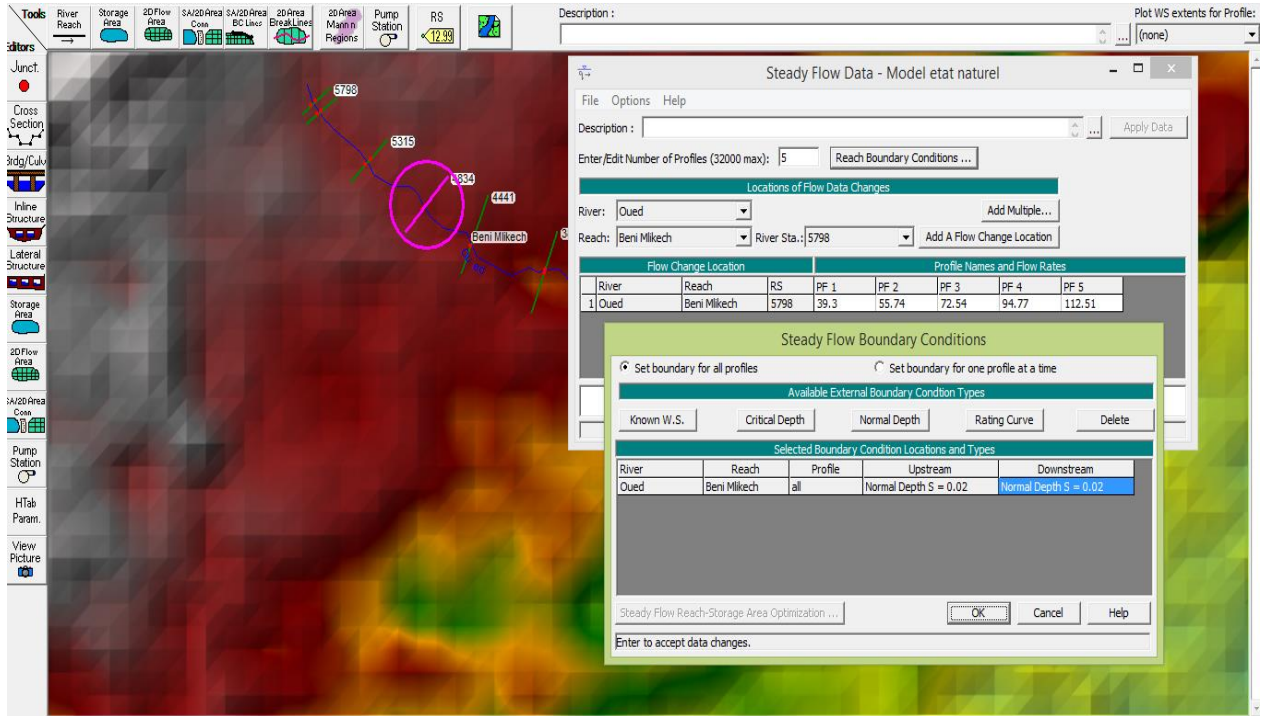 Tools
River Reach
Storage Area
2D Flow Area
SA/2D Area Conn
SA/2D Area BC Lines
2D Area BreakLines
2D Area Mann n Regions
Pump Station
RS
12.99
Description :
...
Plot WS extents for Profile:
(none)
Editors
Junct.
Cross Section
Brdg/Culv
Inline Structure
Lateral Structure
Storage Area
2D Flow Area
SA/2D Area Conn
Pump Station
HTab Param.
View Picture
5798
5315
4834
4441
Beni Mlikech
Steady Flow Data - Model etat naturel
File Options Help
Description :
... Apply Data
Enter/Edit Number of Profiles (32000 max): 5 Reach Boundary Conditions ...
Locations of Flow Data Changes
River: Oued Add Multiple...
Reach: Beni Mlikech River Sta.: 5798 Add A Flow Change Location
Flow Change Location Profile Names and Flow Rates
River Reach RS PF 1 PF 2 PF 3 PF 4 PF 5
1 Oued Beni Mlikech 5798 39.3 55.74 72.54 94.77 112.51
Steady Flow Boundary Conditions
Set boundary for all profiles Set boundary for one profile at a time
Available External Boundary Condtion Types
Known W.S. Critical Depth Normal Depth Rating Curve Delete
Selected Boundary Condition Locations and Types
River Reach Profile Upstream Downstream
Oued Beni Mlikech all Normal Depth S = 0.02 Normal Depth S = 0.02
Steady Flow Reach-Storage Area Optimization ... OK Cancel Help
Enter to accept data changes.